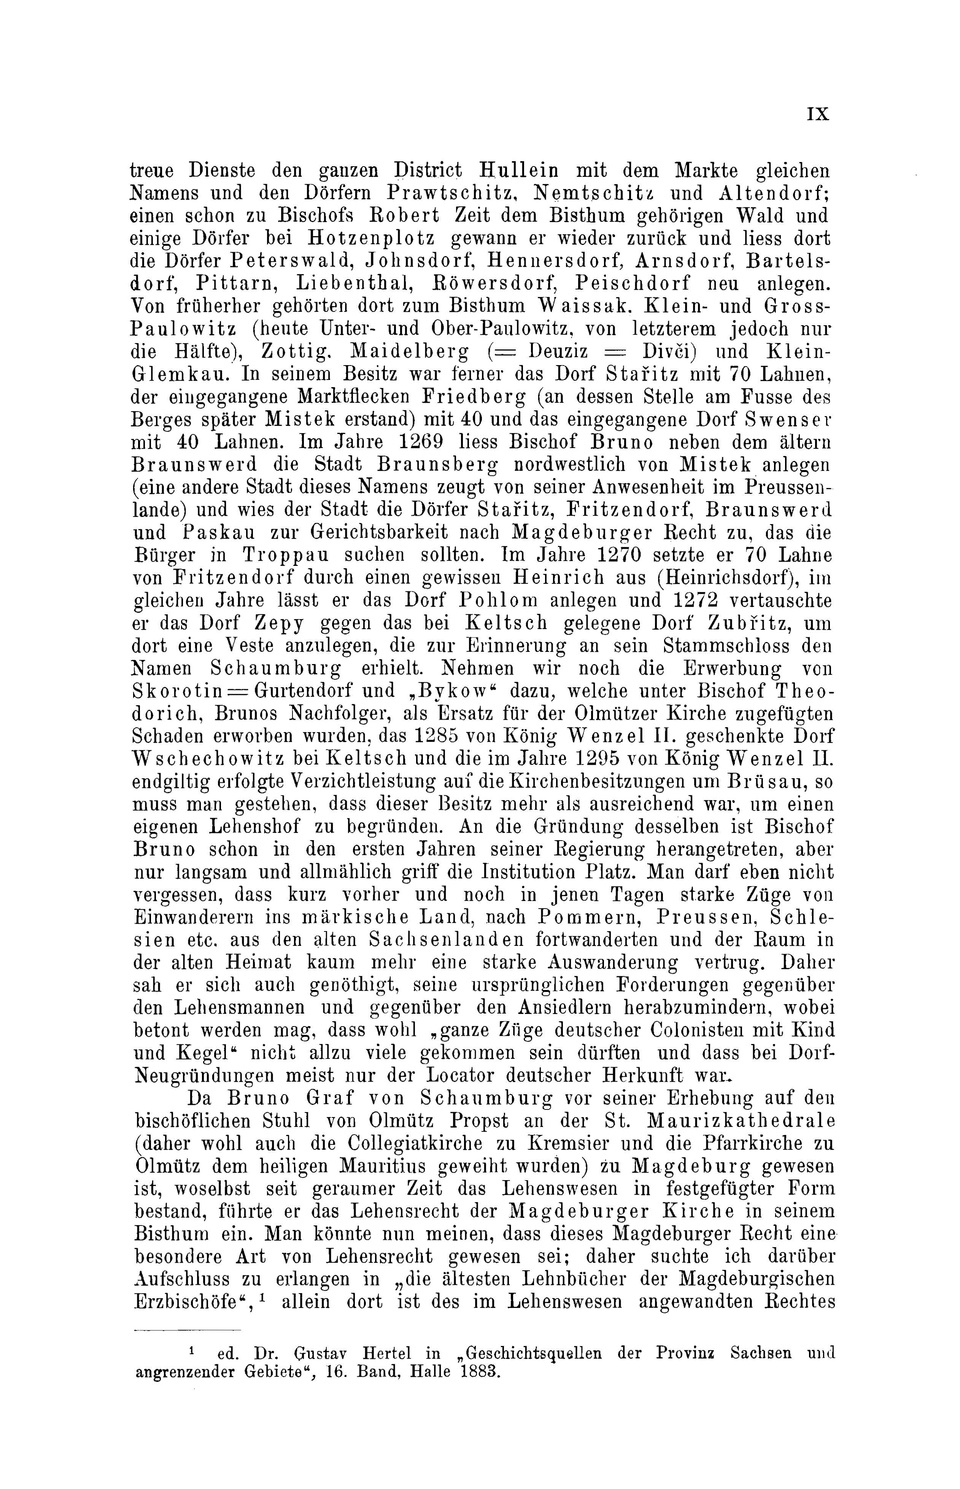 IX
treue Dienste den ganzen District Hullein mit dem Markte gleichen
Namens und den Dörfern Prawtschitz, Nemtschitz und Altendorf;
einen schon zu Bischofs Robert Zeit dem Bisthum gehörigen Wald und
einige Dörfer bei Hotzenplotz gewann er wieder zurück und liess dort
die Dörfer Peterswald, Johnsdorf, Hennersdorf, Arnsdorf, Bartels-
dorf, Pittarn, Liebenthal, Röwersdorf, Peischdorf neu anlegen.
Von früherher gehörten dort zum Bisthum Waissak. Klein- und Gross-
Paulowitz (heute Unter- und Ober-Paulowitz, von letzterem jedoch nur
die Hälfte), Zottig. Maidelberg (= Deuziz = Divči) und Klein-
Glemkau. In seinem Besitz war ferner das Dorf Stařitz mit 70 Lahnen,
der eingegangene Marktflecken Friedberg (an dessen Stelle am Fusse des
Berges später Mistek erstand) mit 40 und das eingegangene Dorf Swenser
mit 40 Lahnen. Im Jahre 1269 liess Bischof Bruno neben dem ältern
Braunswerd die Stadt Braunsberg nordwestlich von Mistek anlegen
(eine andere Stadt dieses Namens zeugt von seiner Anwesenheit im Preussen-
lande) und wies der Stadt die Dörfer Stařitz, Fritzendorf, Braunswerd
und Paskau zur Gerichtsbarkeit nach Magdeburger Recht zu, das die
Bürger in Troppau suchen sollten. Im Jahre 1270 setzte er 70 Lahne
von Fritzendorf durch einen gewissen Heinrich aus (Heinrichsdorf), im
gleichen Jahre lässt er das Dorf Pohlom anlegen und 1272 vertauschte
er das Dorf Zepy gegen das bei Keltsch gelegene Dorf Zubřitz, um
dort eine Veste anzulegen, die zur Erinnerung an sein Stammschloss den
Namen Schaumburg erhielt. Nehmen wir noch die Erwerbung von
Skorotin = Gurtendorf und „Bykow“ dazu, welche unter Bischof Theo-
dorich, Brunos Nachfolger, als Ersatz für der Olmützer Kirche zugefügten
Schaden erworben wurden, das 1285 von König Wenzel II. geschenkte Dorf
Wschechowitz bei Keltsch und die im Jahre 1295 von König Wenzel II.
endgiltig erfolgte Verzichtleistung auf die Kirchenbesitzungen um Brüsau, so
muss man gestehen, dass dieser Besitz mehr als ausreichend war, um einen
eigenen Lehenshof zu begründen. An die Gründung desselben ist Bischof
Bruno schon in den ersten Jahren seiner Regierung herangetreten, aber
nur langsam und allmählich griff die Institution Platz. Man darf eben nicht
vergessen, dass kurz vorher und noch in jenen Tagen starke Züge von
Einwanderern ins märkische Land, nach Pommern, Preussen, Schle-
sien etc. aus den alten Sachsenlanden fortwanderten und der Raum in
der alten Heimat kaum mehr eine starke Auswanderung vertrug. Daher
sah er sich auch genöthigt, seine ursprünglichen Forderungen gegenüber
den Lehensmannen und gegenüber den Ansiedlern herabzumindern, wobei
betont werden mag, dass wohl „ganze Züge deutscher Colonisten mit Kind
und Kegel“ nicht allzu viele gekommen sein dürften und dass bei Dorf-
Neugründungen meist nur der Locator deutscher Herkunft war.
Da Bruno Graf von Schaumburg vor seiner Erhebung auf den
bischöflichen Stuhl von Olmütz Propst an der St. Maurizkathedrale
(daher wohl auch die Collegiatkirche zu Kremsier und die Pfarrkirche zu
Olmütz dem heiligen Mauritius geweiht wurden) zu Magdeburg gewesen
ist, woselbst seit geraumer Zeit das Lehenswesen in festgefügter Form
bestand, führte er das Lehensrecht der Magdeburger Kirche in seinem
Bisthum ein. Man könnte nun meinen, dass dieses Magdeburger Recht eine
besondere Art von Lehensrecht gewesen sei; daher suchte ich darüber
Aufschluss zu erlangen in „die ältesten Lehnbücher der Magdeburgischen
Erzbischöfe“,¹ allein dort ist des im Lehenswesen angewandten Rechtes
¹ ed. Dr. Gustav Hertel in „Geschichtsquellen der Provinz Sachsen und
angrenzender Gebiete“, 16. Band, Halle 1883.